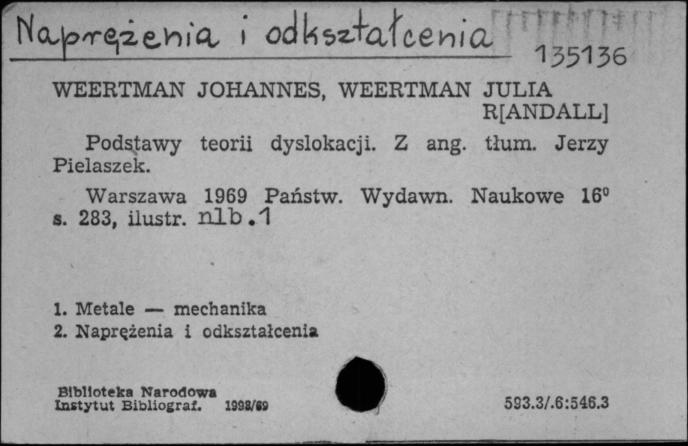 Naprężenia i odkształcenia
135136
WEERTMAN JOHANNES, WEERTMAN JULIA
R[ANDALL]
Podstawy teorii dyslokacji. Z ang. tłum. Jerzy
Pielaszek.
Warszawa 1969 Państw. Wydawn. Naukowe 16⁰
s. 283, ilustr. nlb.1
1. Metale — mechanika
2. Naprężenia i odkształcenia
Biblioteka Narodowa
Instytut Bibliograf. 1998/69
593.3/.6:546.3